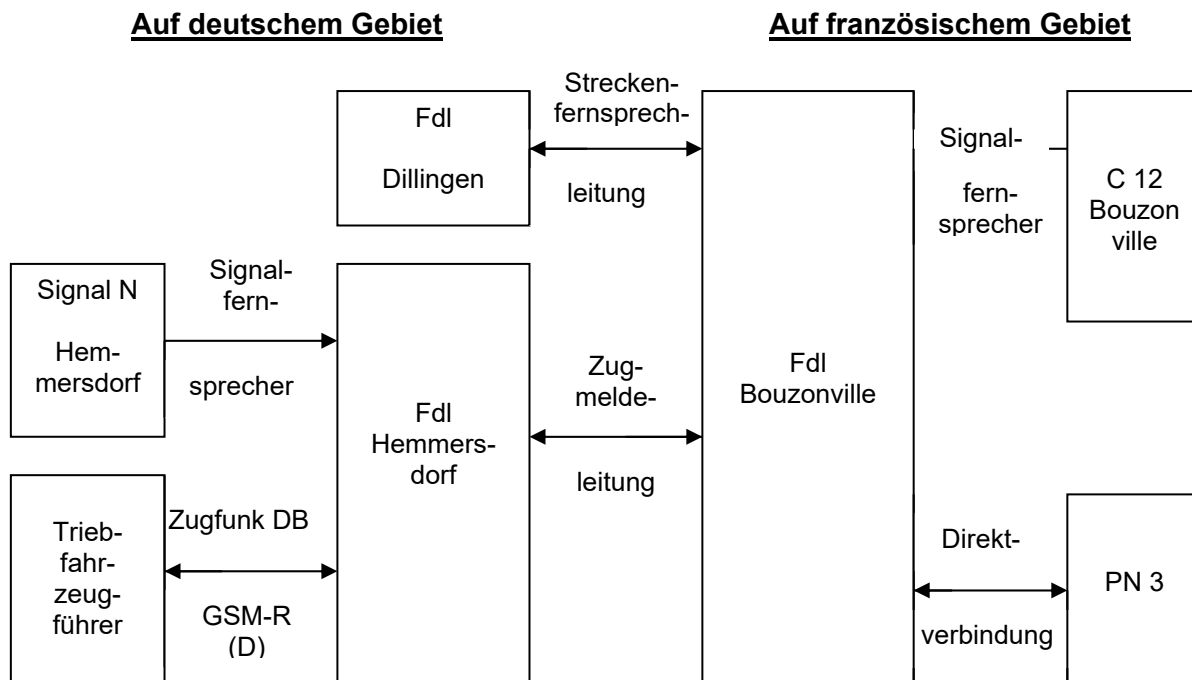 Auf deutschem Gebiet
Auf französischem Gebiet
Fdl
Dillingen
Strecken-
fernsprech-
leitung
Signal-
fern-
sprecher
C 12
Bouzon
ville
Signal N
Hem-
mersdorf
Signal-
fern-
sprecher
Fdl
Hemmers-
dorf
Zug-
melde-
leitung
Fdl
Bouzonville
Trieb-
fahr-
zeug-
führer
Zugfunk DB
GSM-R
(D)
Direkt-
verbindung
PN 3